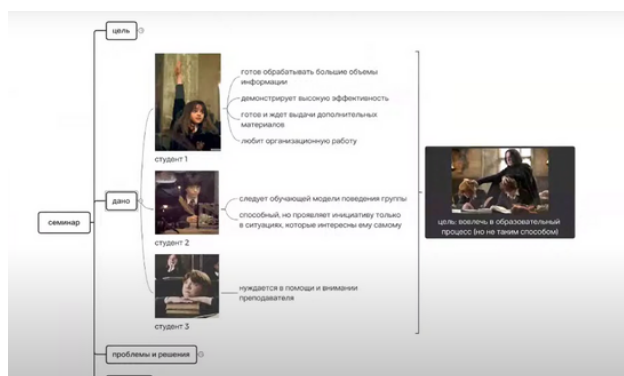 цель
готов обрабатывать большие объемы
информации
демонстрирует высокую эффективность
готов и ждет выдачи дополнительных
материалов
любит организационную работу
студент 1
дано
следует обучающей модели поведения группы
способный, но проявляет инициативу только
в ситуациях, которые интересны ему самому
студент 2
семинар
цель: вовлечь в образовательный
процесс (но не таким способом)
нуждается в помощи и внимании
преподавателя
студент 3
проблемы и решения